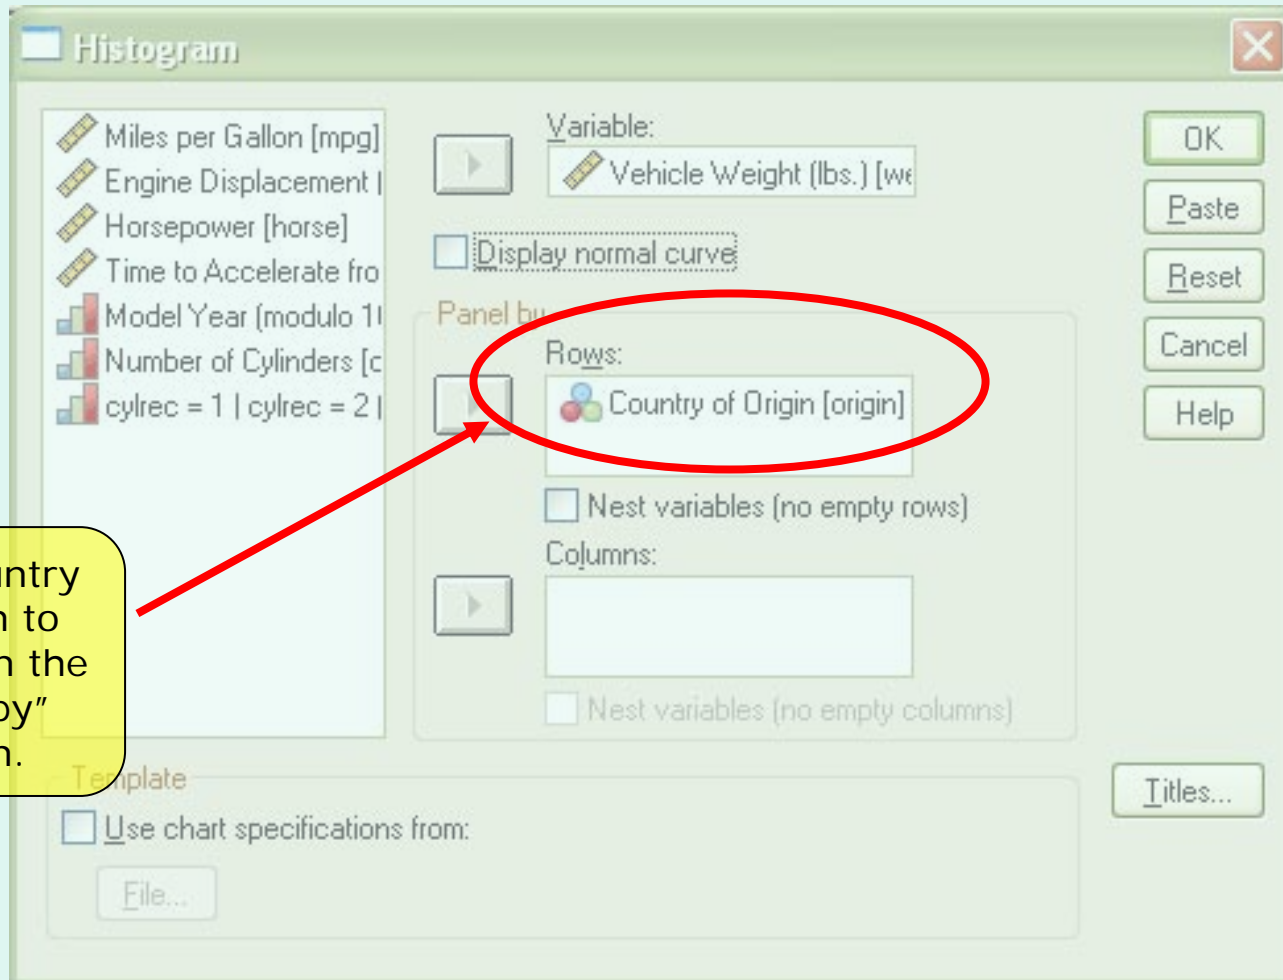 Histogram
Miles per Gallon [mpg]
Engine Displacement [
Horsepower [horse]
Time to Accelerate fro
Model Year (modulo 1
Number of Cylinders [c
cylrec = 1 | cylrec = 2 |
Variable:
Vehicle Weight (lbs.) [we
Display normal curve
Panel by
Rows:
Country of Origin [origin]
Nest variables (no empty rows)
Columns:
Nest variables (no empty columns)
OK
Paste
Reset
Cancel
Help
Titles...
Template
Use chart specifications from:
File...
untry
n to
n the
by”
n.